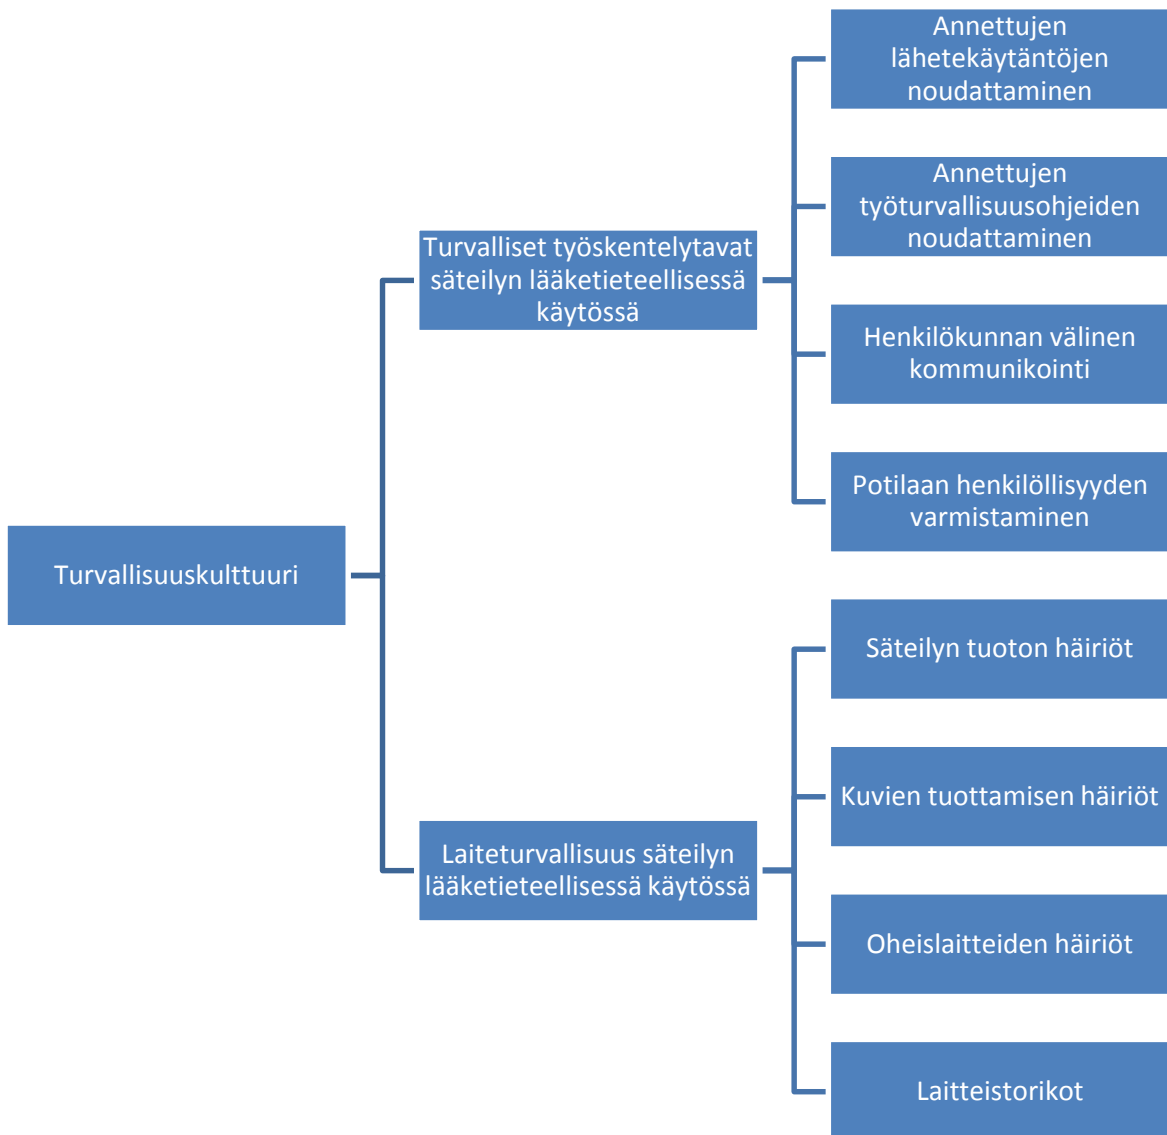 Turvallisuuskulttuuri
Turvalliset työskentelytavat
säteilyn lääketieteellisessä
käytössä
Annettujen
lähetekäytäntöjen
noudattaminen
Annettujen
työturvallisuusohjeiden
noudattaminen
Henkilökunnan välinen
kommunikointi
Potilaan henkilöllisyyden
varmistaminen
Laiteturvallisuus säteilyn
lääketieteellisessä käytössä
Säteilyn tuoton häiriöt
Kuvien tuottamisen häiriöt
Oheislaitteiden häiriöt
Laitteistorikot